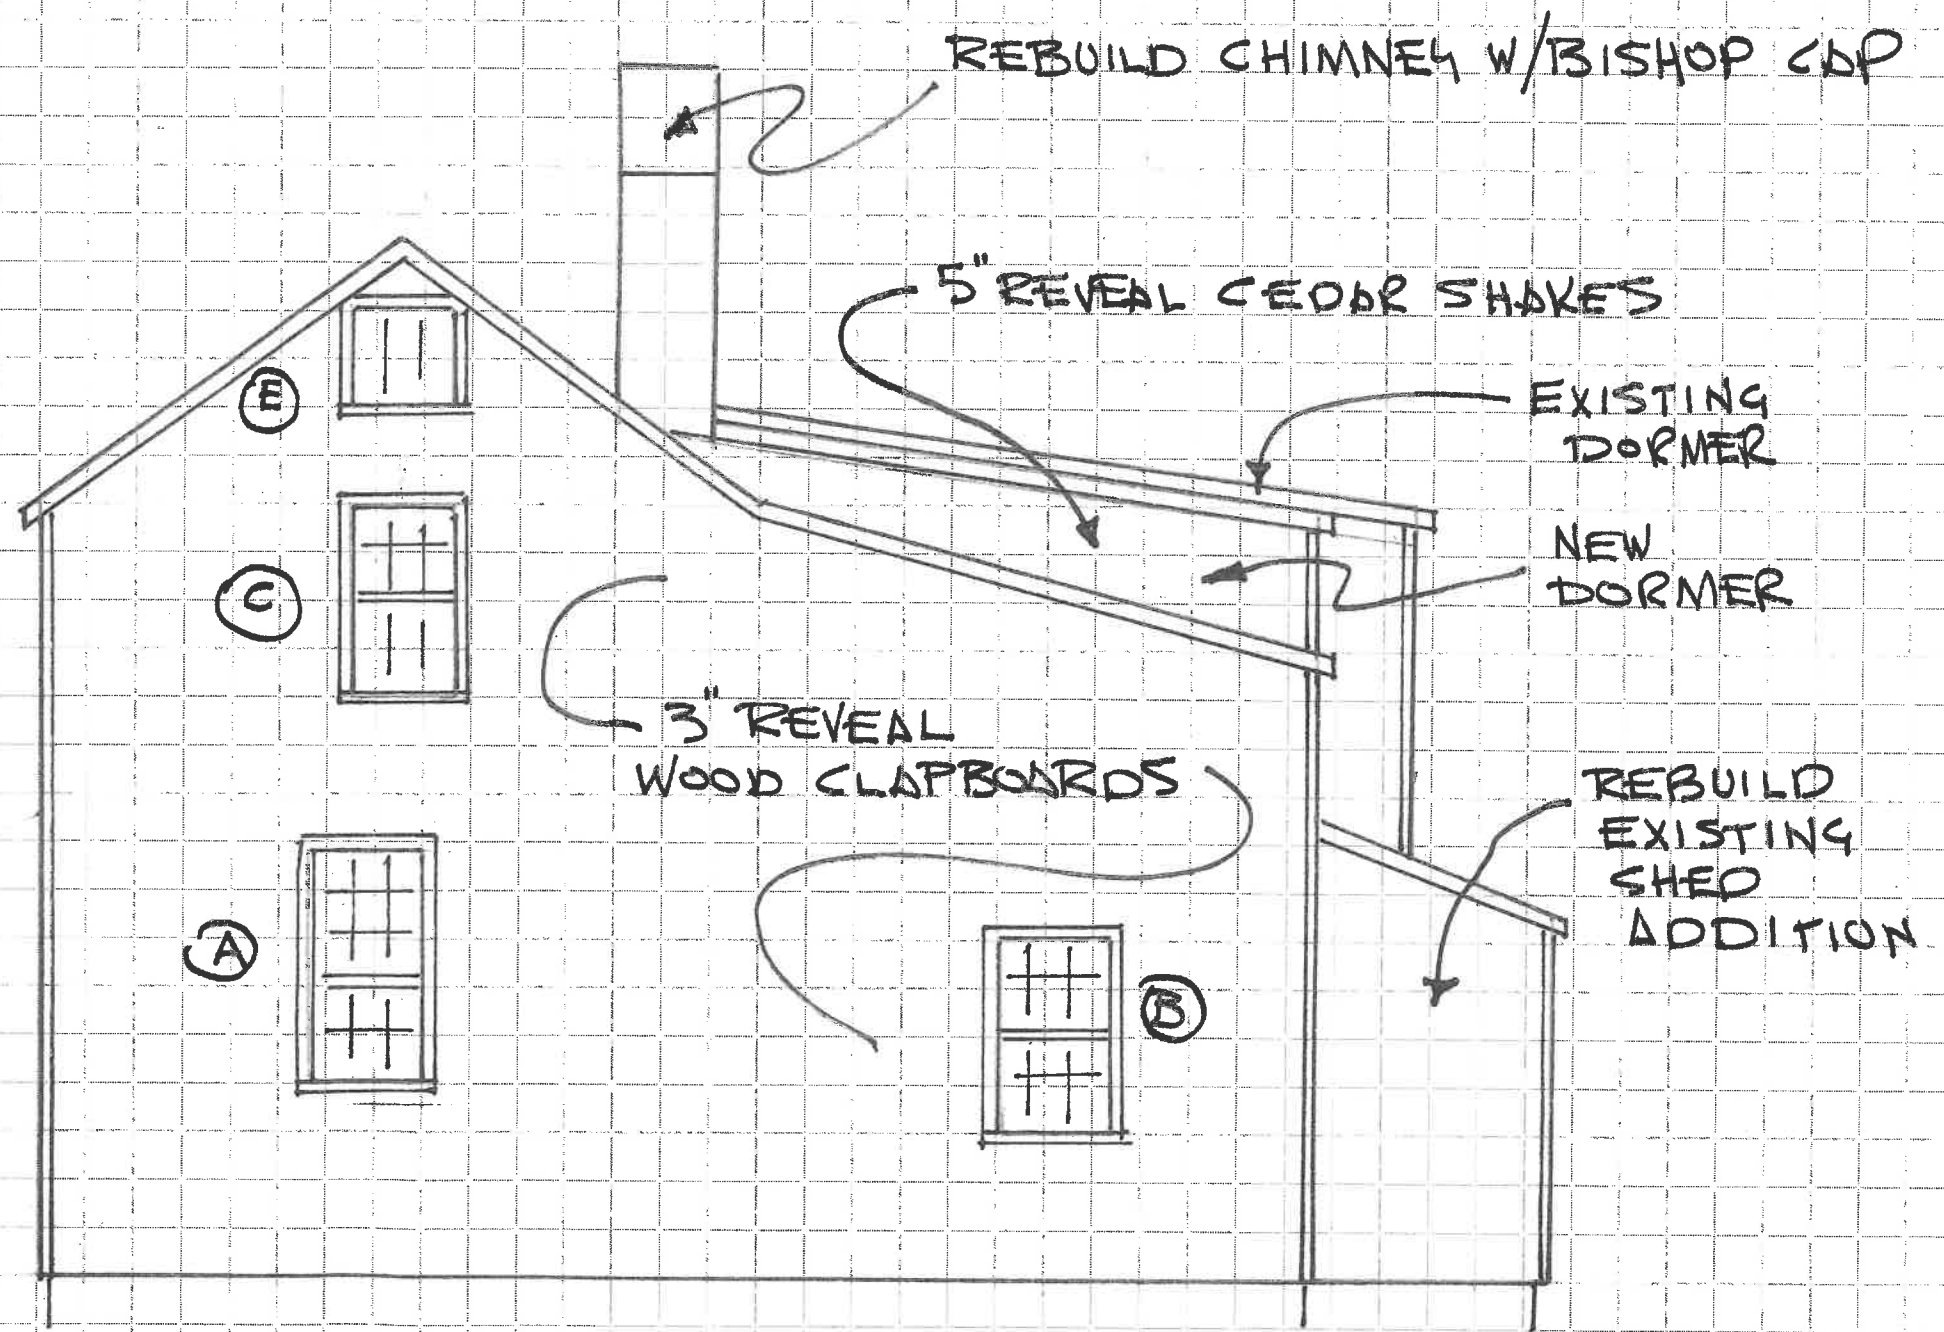 REBUILD CHIMNEY W/BISHOP CAP
5" REVEAL CEDAR SHAKES
EXISTING
DORMER
NEW
DORMER
E
C
3" REVEAL
WOOD CLAPBOARDS
REBUILD
EXISTING
SHED
ADDITION
A
B